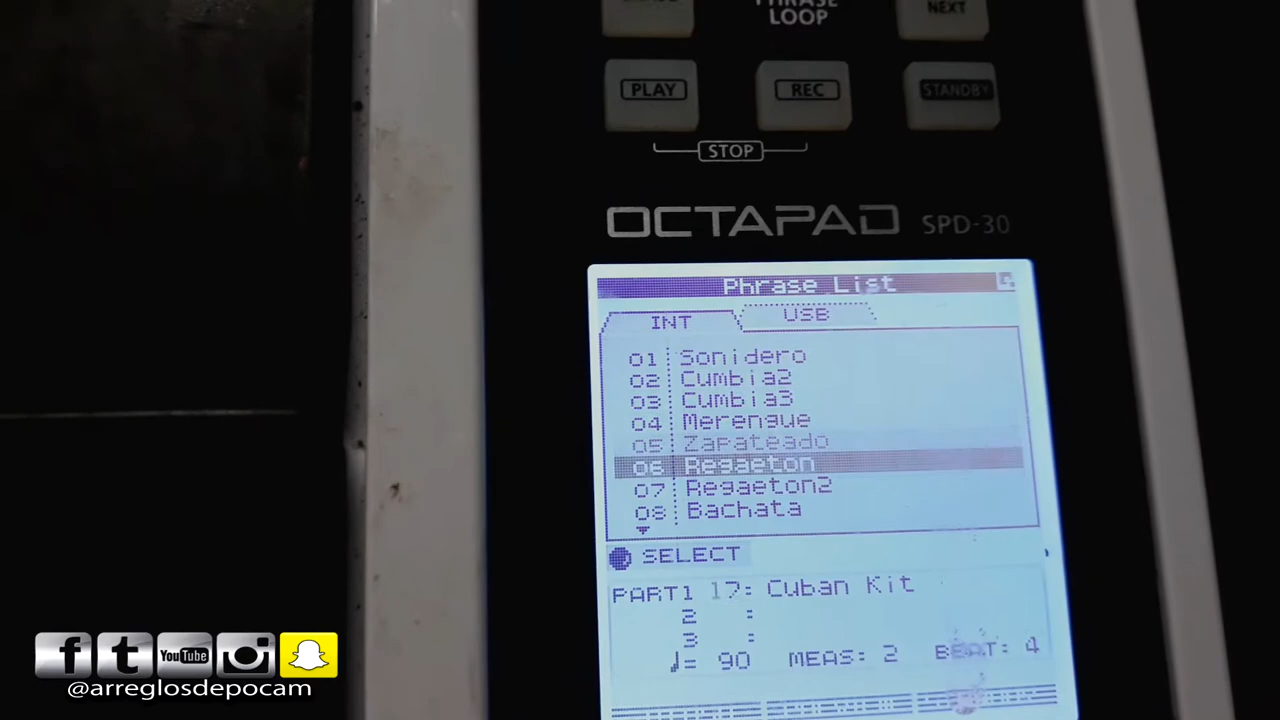 LOOP
NEXT
PLAY
REC
STANDBY
STOP
OCTAPAD SPD-30
Phrase List
INT
USB
01 Sonidero
02 Cumbia2
03 Cumbia3
04 Merengue
05 Zapateado
06 Regaeton
07 Regaeton2
08 Bachata
SELECT
PART1 17: Cuban Kit
2 :
3 :
♩= 90 MEAS: 2 BEAT: 4
YouTube
@arreglosdepocam